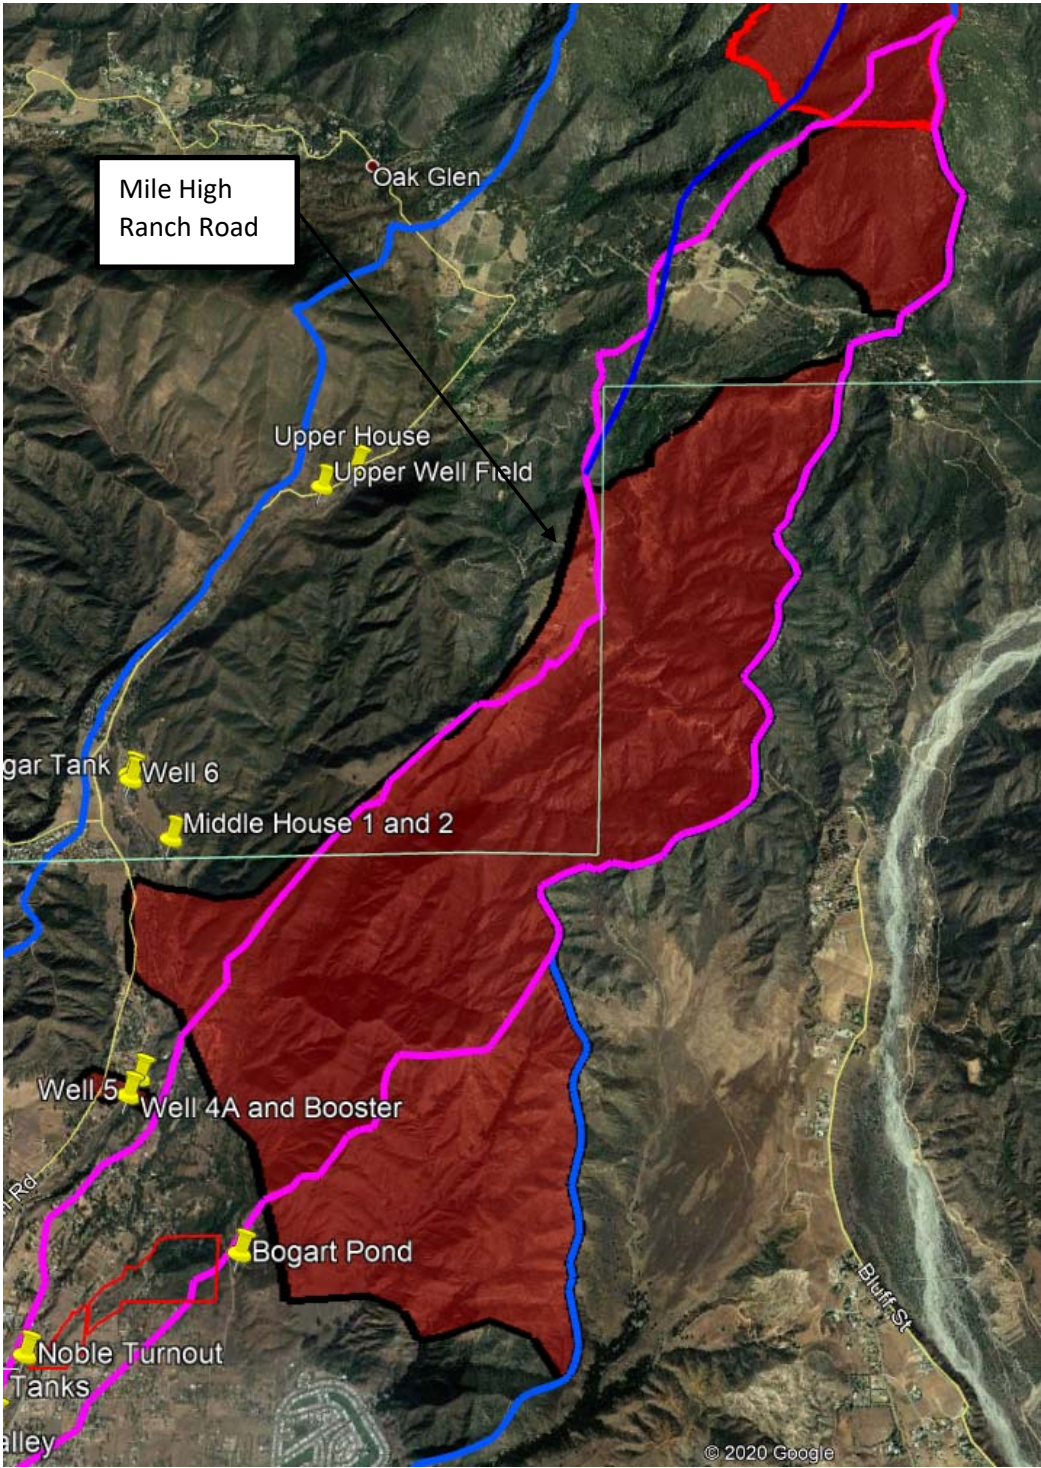 Oak Glen
Mile High
Ranch Road
Upper House
Upper Well Field
gar Tank
Well 6
Middle House 1 and 2
Well 5
Well 4A and Booster
Rd
Bogart Pond
Bluff St
Noble Turnout
Tanks
alley
© 2020 Google